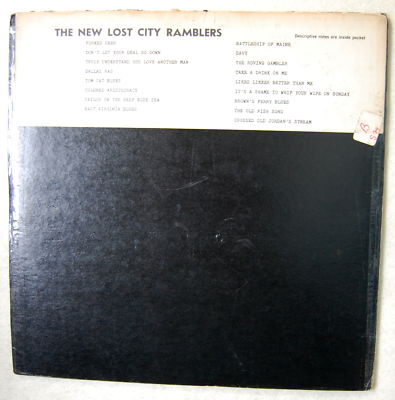 THE NEW LOST CITY RAMBLERS
Descriptive notes are inside pocket
FORKED DEER
DON'T LET YOUR DEAL GO DOWN
UNDERSTAND YOU LOVE ANOTHER MAN
DALLAS RAG
TOM CAT BLUES
COLORED ARISTOCRACY
SAILOR ON THE DEEP BLUE SEA
EAST VIRGINIA BLUES
BATTLESHIP OF MAINE
DAVY
THE ROVING GAMBLER
TAKE A DRINK ON ME
LIKES LIKKER BETTER THAN ME
IT'S A SHAME TO WHIP YOUR WIFE ON SUNDAY
BROWN'S FERRY BLUES
THE OLD FISH SONG
CROSSED OLD JORDAN'S STREAM